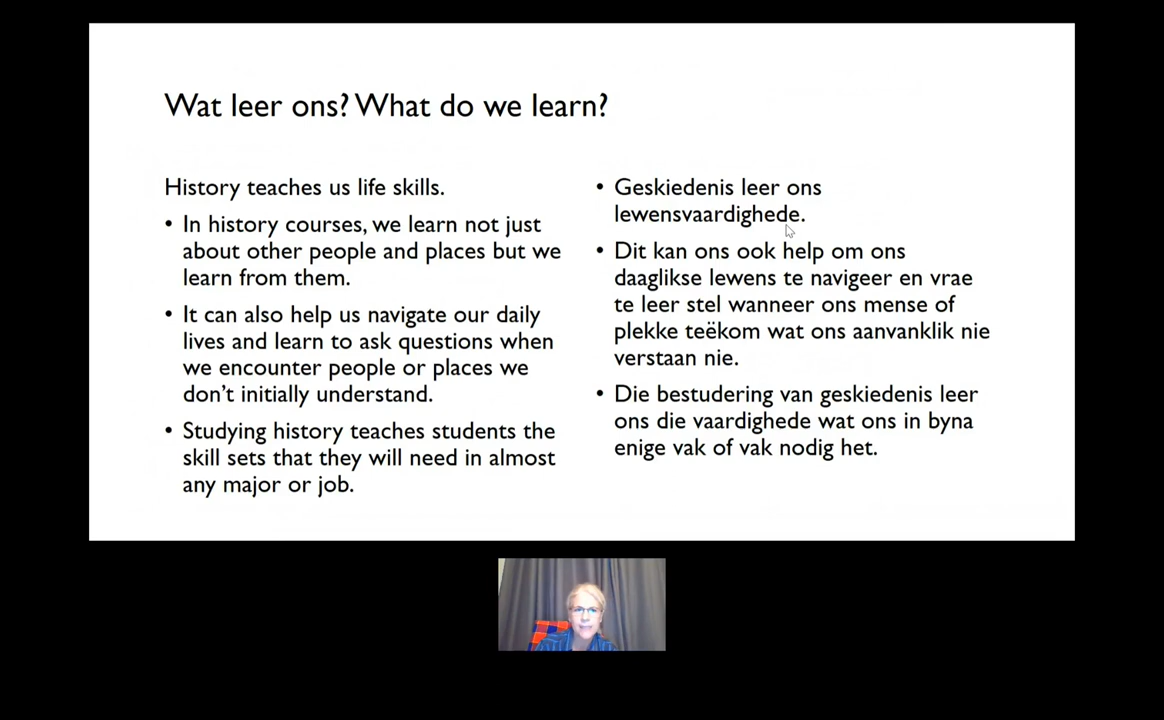 Wat leer ons? What do we learn?
History teaches us life skills.
• In history courses, we learn not just
about other people and places but we
learn from them.
• It can also help us navigate our daily
lives and learn to ask questions when
we encounter people or places we
don't initially understand.
• Studying history teaches students the
skill sets that they will need in almost
any major or job.
• Geskiedenis leer ons
lewensvaardighede.
• Dit kan ons ook help om ons
daaglikse lewens te navigeer en vrae
te leer stel wanneer ons mense of
plekke teëkom wat ons aanvanklik nie
verstaan nie.
• Die bestudering van geskiedenis leer
ons die vaardighede wat ons in byna
enige vak of vak nodig het.